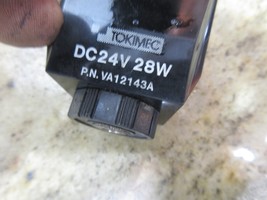 TOKIMEC
DC24V 28W
P.N. VA12143A